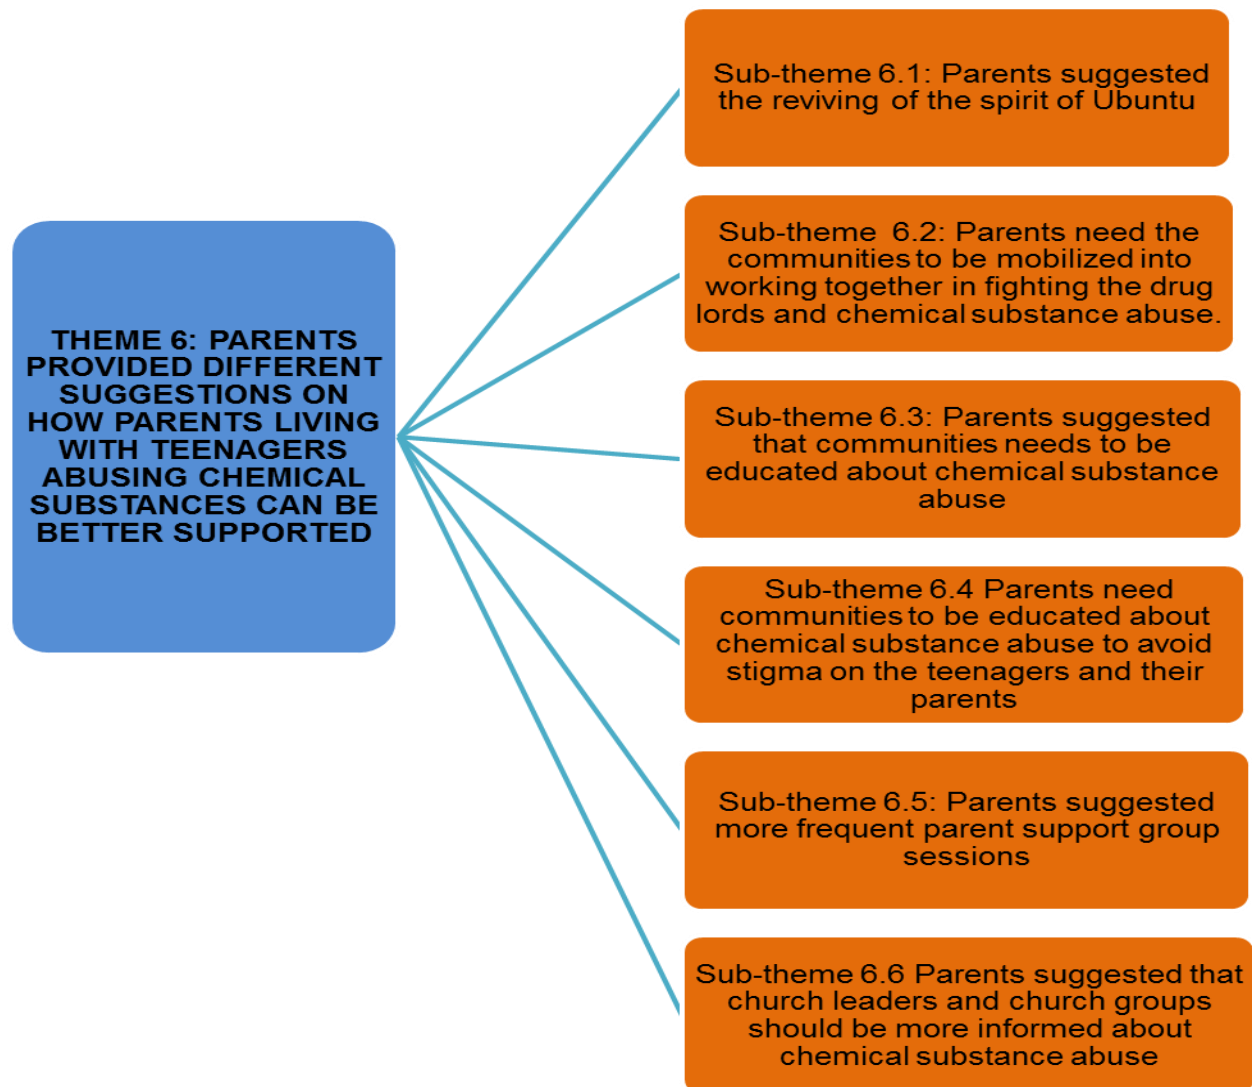 THEME 6: PARENTS
PROVIDED DIFFERENT
SUGGESTIONS ON
HOW PARENTS LIVING
WITH TEENAGERS
ABUSING CHEMICAL
SUBSTANCES CAN BE
BETTER SUPPORTED
Sub-theme 6.1: Parents suggested
the reviving of the spirit of Ubuntu
Sub-theme 6.2: Parents need the
communities to be mobilized into
working together in fighting the drug
lords and chemical substance abuse.
Sub-theme 6.3: Parents suggested
that communities needs to be
educated about chemical substance
abuse
Sub-theme 6.4 Parents need
communities to be educated about
chemical substance abuse to avoid
stigma on the teenagers and their
parents
Sub-theme 6.5: Parents suggested
more frequent parent support group
sessions
Sub-theme 6.6 Parents suggested that
church leaders and church groups
should be more informed about
chemical substance abuse